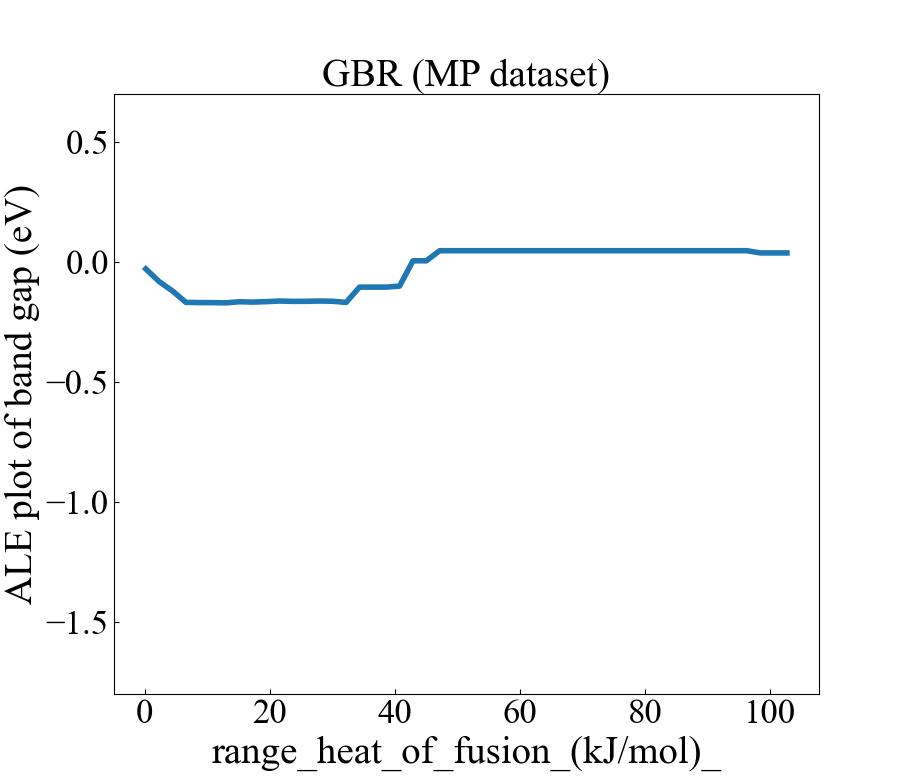 GBR (MP dataset)
ALE plot of band gap (eV)
0.5
0.0
−0.5
−1.0
−1.5
0 20 40 60 80 100
range_heat_of_fusion_(kJ/mol)_